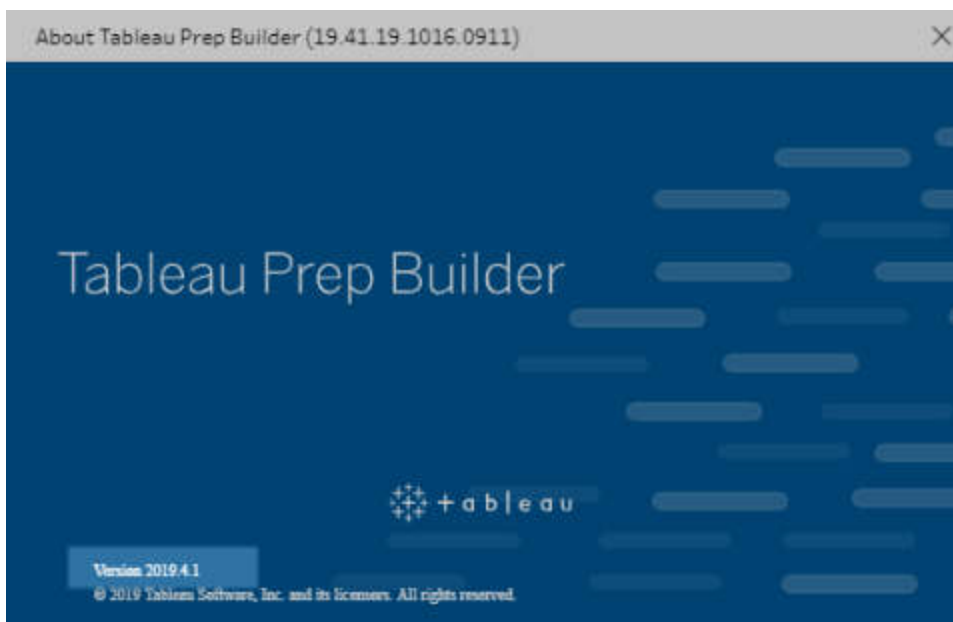 About Tableau Prep Builder (19.41.19.1016.0911)
Tableau Prep Builder
+ableau
Version 2019.4.1
© 2019 Tableau Software, Inc. and its licensors. All rights reserved.